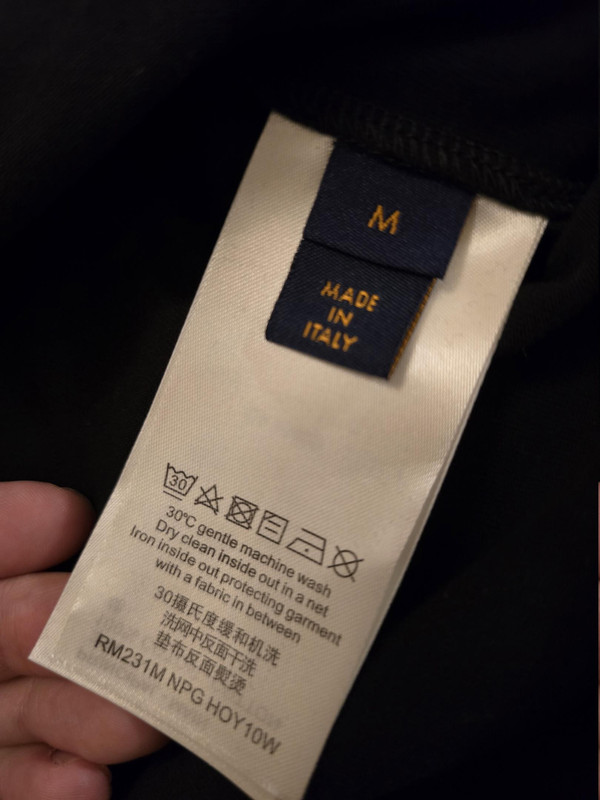 M
MADE
IN
ITALY
30
30℃ gentle machine wash
Dry clean inside out in a net
Iron inside out protecting garment
with a fabric in between
30摄氏度缓和机洗
洗网中反面干洗
垫布反面熨烫
RM231M NPG HOY10W